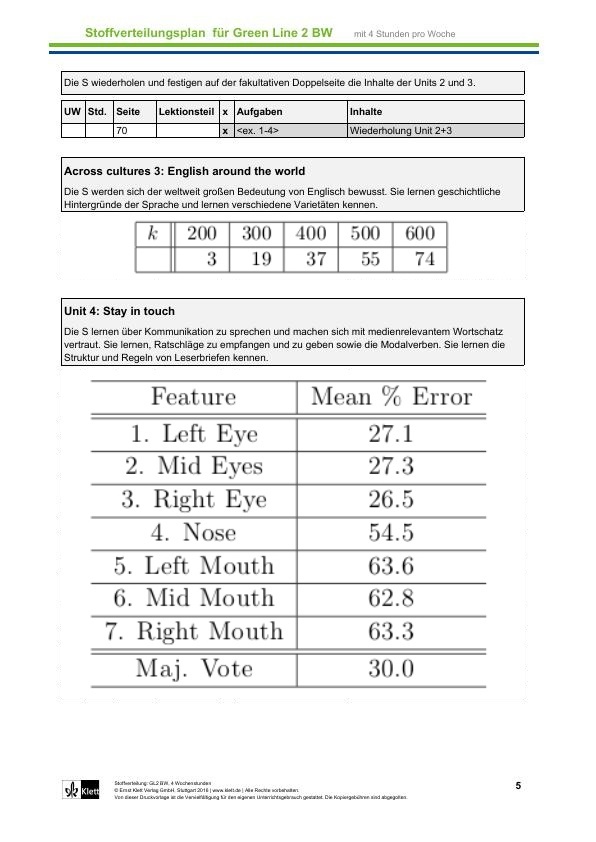 Stoffverteilungsplan für Green Line 2 BW mit 4 Stunden pro Woche
Die S wiederholen und festigen auf der fakultativen Doppelseite die Inhalte der Units 2 und 3.
UW Std. Seite Lektionsteil x Aufgaben Inhalte
70 x <ex. 1-4> Wiederholung Unit 2+3
Across cultures 3: English around the world
Die S werden sich der weltweit großen Bedeutung von Englisch bewusst. Sie lernen geschichtliche
Hintergründe der Sprache und lernen verschiedene Varietäten kennen.
k 200 300 400 500 600
3 19 37 55 74
Unit 4: Stay in touch
Die S lernen über Kommunikation zu sprechen und machen sich mit medienrelevantem Wortschatz
vertraut. Sie lernen, Ratschläge zu empfangen und zu geben sowie die Modalverben. Sie lernen die
Struktur und Regeln von Leserbriefen kennen.
Feature Mean % Error
1. Left Eye 27.1
2. Mid Eyes 27.3
3. Right Eye 26.5
4. Nose 54.5
5. Left Mouth 63.6
6. Mid Mouth 62.8
7. Right Mouth 63.3
Maj. Vote 30.0
Klett
Stoffverteilung: GL2 BW, 4 Wochenstunden
© Ernst Klett Verlag GmbH, Stuttgart 2016 | www.klett.de | Alle Rechte vorbehalten.
Von dieser Druckvorlage ist die Vervielfältigung für den eigenen Unterrichtsgebrauch gestattet. Die Kopiergebühren sind abgegolten.
5